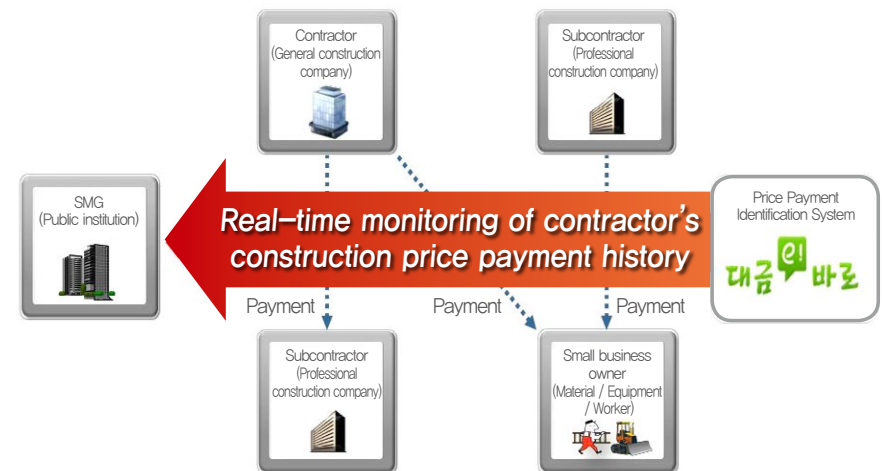 Contractor
(General construction
company)
Subcontractor
(Professional
construction company)
SMG
(Public institution)
Real-time monitoring of contractor's
construction price payment history
Price Payment
Identification System
대금 e! 바로
Payment
Payment
Payment
Subcontractor
(Professional
construction company)
Small business
owner
(Material / Equipment
/ Worker)